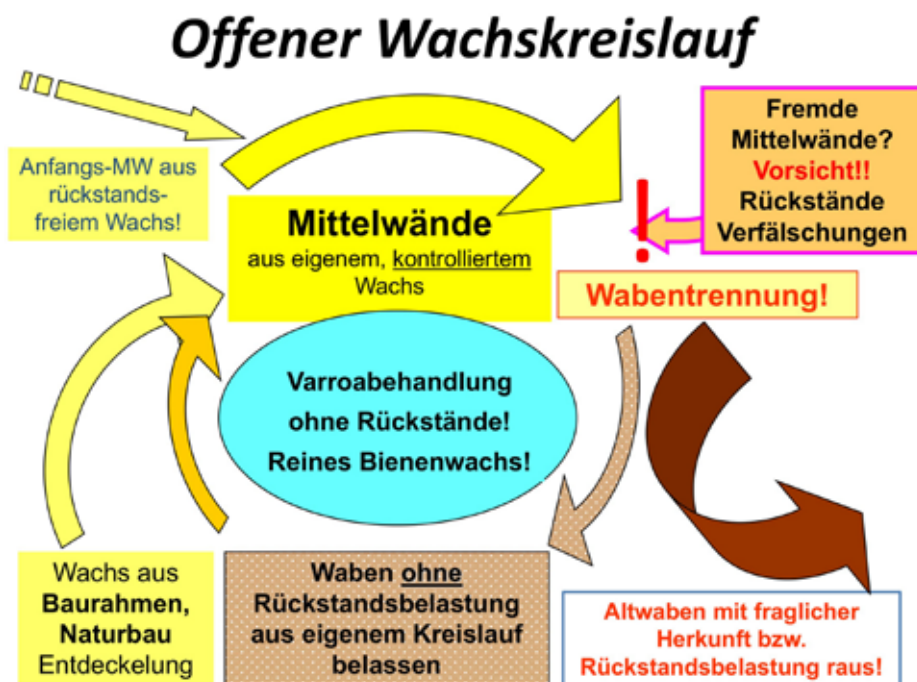 Offener Wachskreislauf
Anfangs-MW aus
rückstands-
freiem Wachs!
Mittelwände
aus eigenem, kontrolliertem
Wachs
Fremde
Mittelwände?
Vorsicht!!
Rückstände
Verfälschungen
!
Wabentrennung!
Varroabehandlung
ohne Rückstände!
Reines Bienenwachs!
Wachs aus
Baurahmen,
Naturbau
Entdeckelung
Waben ohne
Rückstandsbelastung
aus eigenem Kreislauf
belassen
Altwaben mit fraglicher
Herkunft bzw.
Rückstandsbelastung raus!